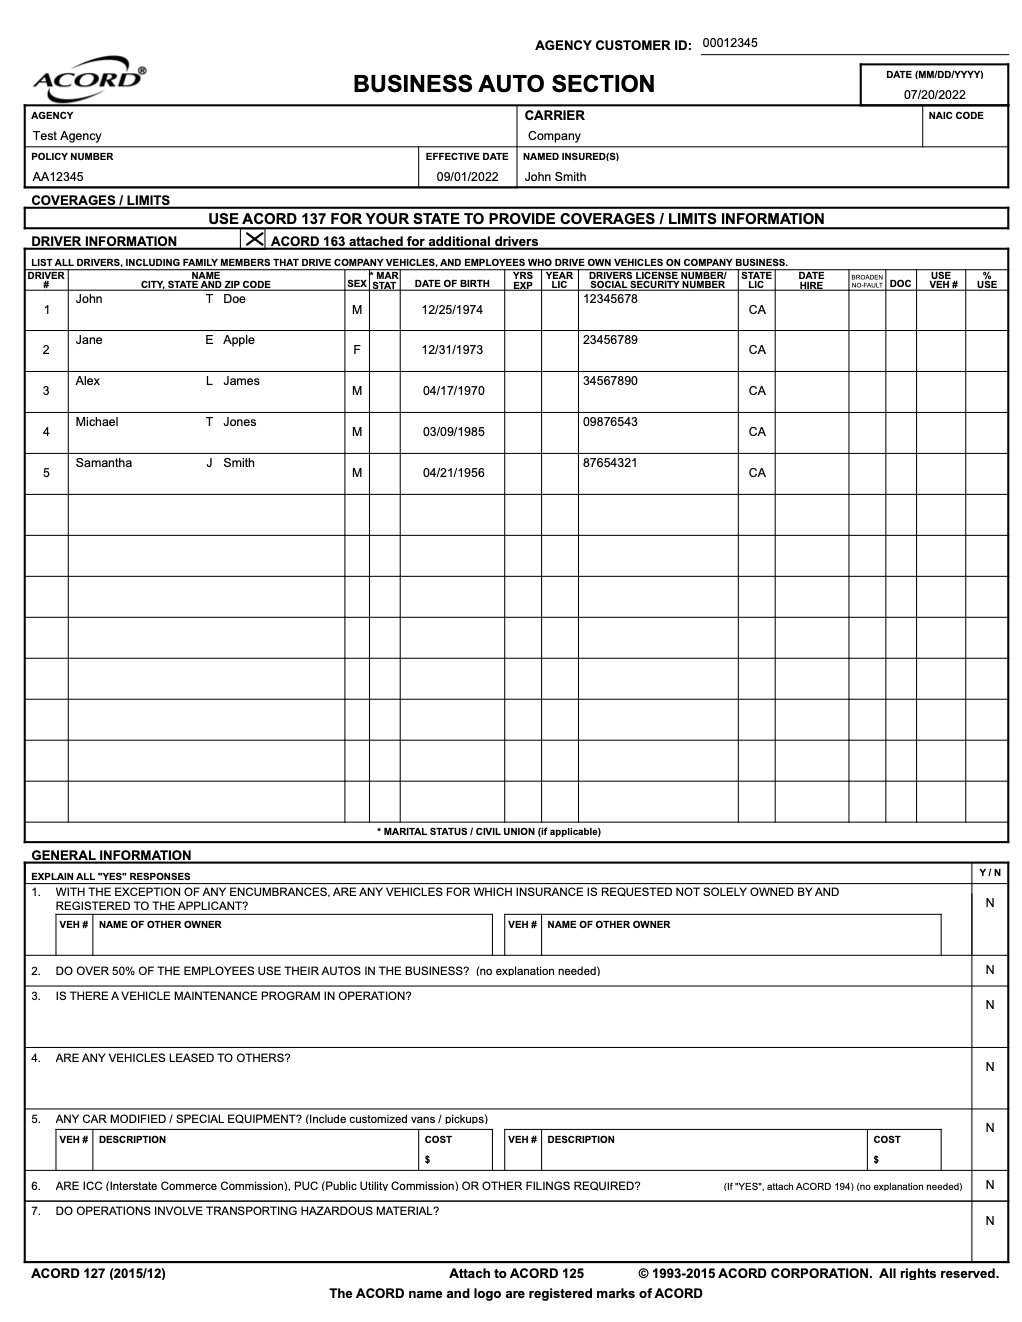 AGENCY CUSTOMER ID: 00012345
ACORD®
BUSINESS AUTO SECTION
DATE (MM/DD/YYYY)
07/20/2022
AGENCY
Test Agency
CARRIER
Company
NAIC CODE
POLICY NUMBER
AA12345
EFFECTIVE DATE
09/01/2022
NAMED INSURED(S)
John Smith
COVERAGES / LIMITS
USE ACORD 137 FOR YOUR STATE TO PROVIDE COVERAGES / LIMITS INFORMATION
DRIVER INFORMATION X ACORD 163 attached for additional drivers
LIST ALL DRIVERS, INCLUDING FAMILY MEMBERS THAT DRIVE COMPANY VEHICLES, AND EMPLOYEES WHO DRIVE OWN VEHICLES ON COMPANY BUSINESS.
DRIVER #
NAME
CITY, STATE AND ZIP CODE
SEX
* MAR STAT
DATE OF BIRTH
YRS EXP
YEAR LIC
DRIVERS LICENSE NUMBER/
SOCIAL SECURITY NUMBER
STATE LIC
DATE HIRE
BROADEN NO-FAULT
DOC
USE VEH #
% USE
1 John T Doe M 12/25/1974 12345678 CA
2 Jane E Apple F 12/31/1973 23456789 CA
3 Alex L James M 04/17/1970 34567890 CA
4 Michael T Jones M 03/09/1985 09876543 CA
5 Samantha J Smith M 04/21/1956 87654321 CA
* MARITAL STATUS / CIVIL UNION (if applicable)
GENERAL INFORMATION
EXPLAIN ALL "YES" RESPONSES Y / N
1. WITH THE EXCEPTION OF ANY ENCUMBRANCES, ARE ANY VEHICLES FOR WHICH INSURANCE IS REQUESTED NOT SOLELY OWNED BY AND
REGISTERED TO THE APPLICANT? N
VEH # NAME OF OTHER OWNER VEH # NAME OF OTHER OWNER
2. DO OVER 50% OF THE EMPLOYEES USE THEIR AUTOS IN THE BUSINESS? (no explanation needed) N
3. IS THERE A VEHICLE MAINTENANCE PROGRAM IN OPERATION? N
4. ARE ANY VEHICLES LEASED TO OTHERS? N
5. ANY CAR MODIFIED / SPECIAL EQUIPMENT? (Include customized vans / pickups) N
VEH # DESCRIPTION COST VEH # DESCRIPTION COST
$ $
6. ARE ICC (Interstate Commerce Commission), PUC (Public Utility Commission) OR OTHER FILINGS REQUIRED? (If "YES", attach ACORD 194) (no explanation needed) N
7. DO OPERATIONS INVOLVE TRANSPORTING HAZARDOUS MATERIAL? N
ACORD 127 (2015/12) Attach to ACORD 125 © 1993-2015 ACORD CORPORATION. All rights reserved.
The ACORD name and logo are registered marks of ACORD